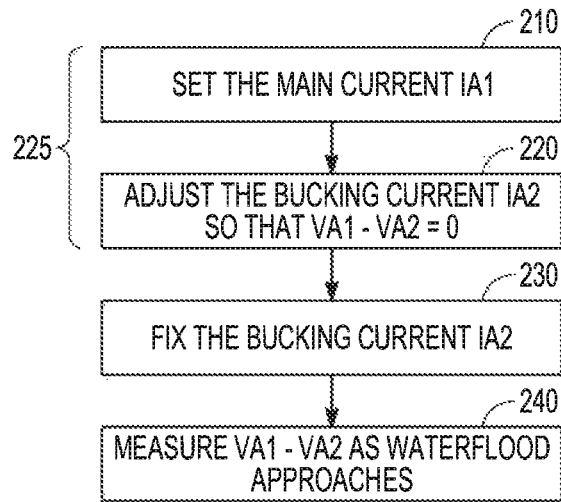 210
SET THE MAIN CURRENT IA1
225
220
ADJUST THE BUCKING CURRENT IA2
SO THAT VA1 - VA2 = 0
230
FIX THE BUCKING CURRENT IA2
240
MEASURE VA1 - VA2 AS WATERFLOOD
APPROACHES